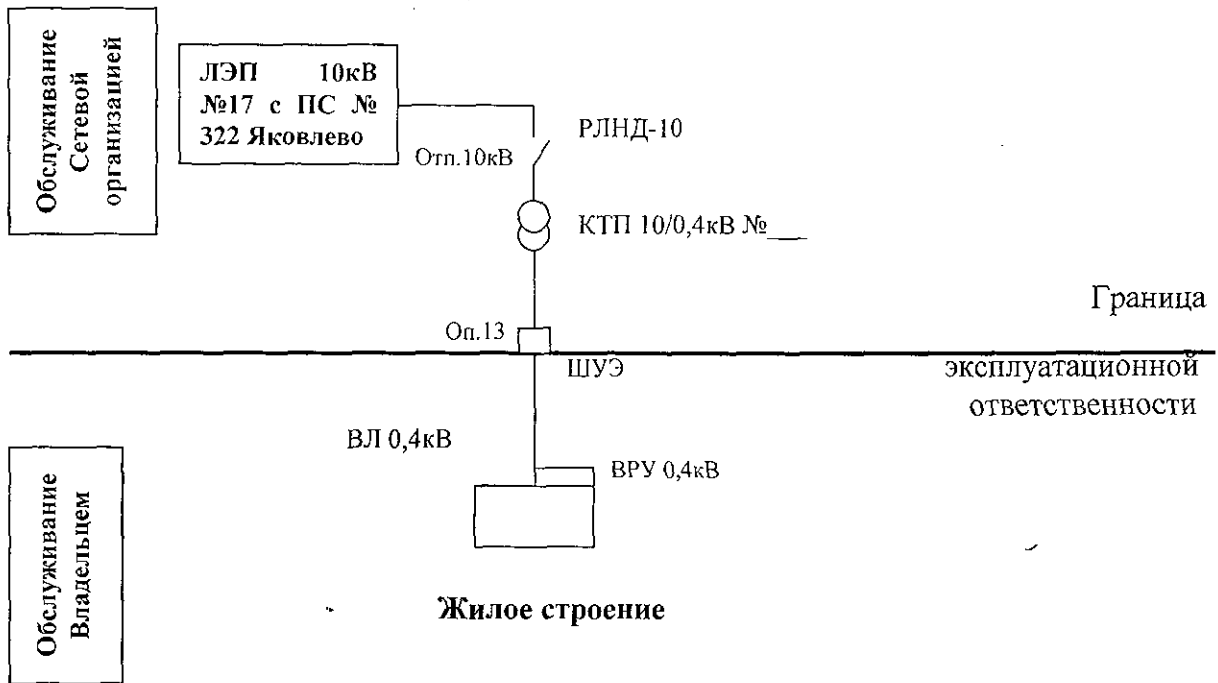 Обслуживание
Сетевой
организацией
ЛЭП 10кВ
№17 с ПС №
322 Яковлево
РЛНД-10
Отп.10кВ
КТП 10/0,4кВ №___
Граница
Оп.13
ШУЭ
эксплуатационной
ответственности
ВЛ 0,4кВ
ВРУ 0,4кВ
Обслуживание
Владельцем
Жилое строение